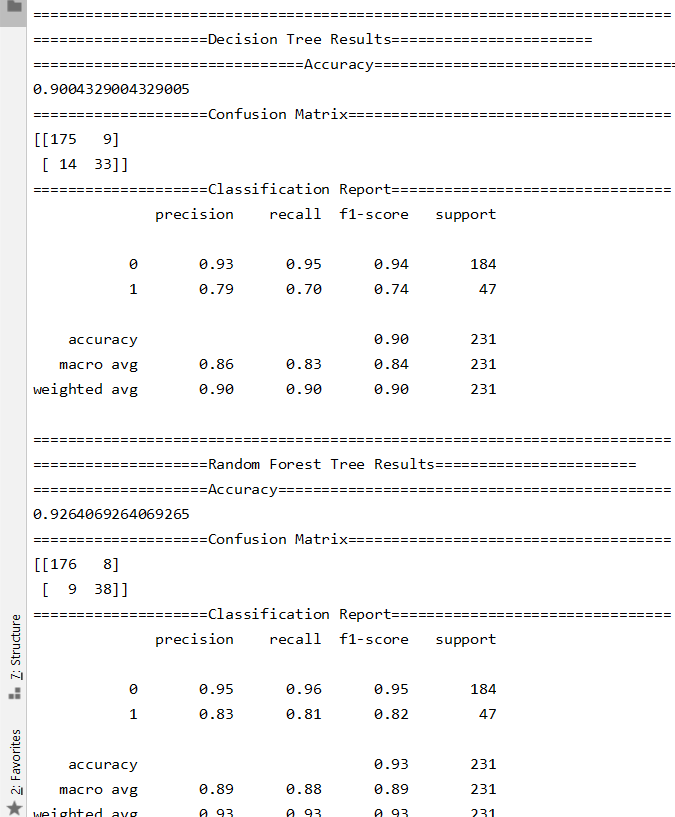 ==========================================================================
====================Decision Tree Results=======================
===============================Accuracy===================================
0.9004329004329005
====================Confusion Matrix=====================================
[[175   9]
 [ 14  33]]
====================Classification Report================================
              precision    recall  f1-score   support

           0       0.93      0.95      0.94       184
           1       0.79      0.70      0.74        47

    accuracy                           0.90       231
   macro avg       0.86      0.83      0.84       231
weighted avg       0.90      0.90      0.90       231

==========================================================================
====================Random Forest Tree Results=======================
====================Accuracy=============================================
0.9264069264069265
====================Confusion Matrix=====================================
[[176   8]
 [  9  38]]
====================Classification Report================================
              precision    recall  f1-score   support

           0       0.95      0.96      0.95       184
           1       0.83      0.81      0.82        47

    accuracy                           0.93       231
   macro avg       0.89      0.88      0.89       231
weighted avg       0.93      0.93      0.93       231
7: Structure
2: Favorites